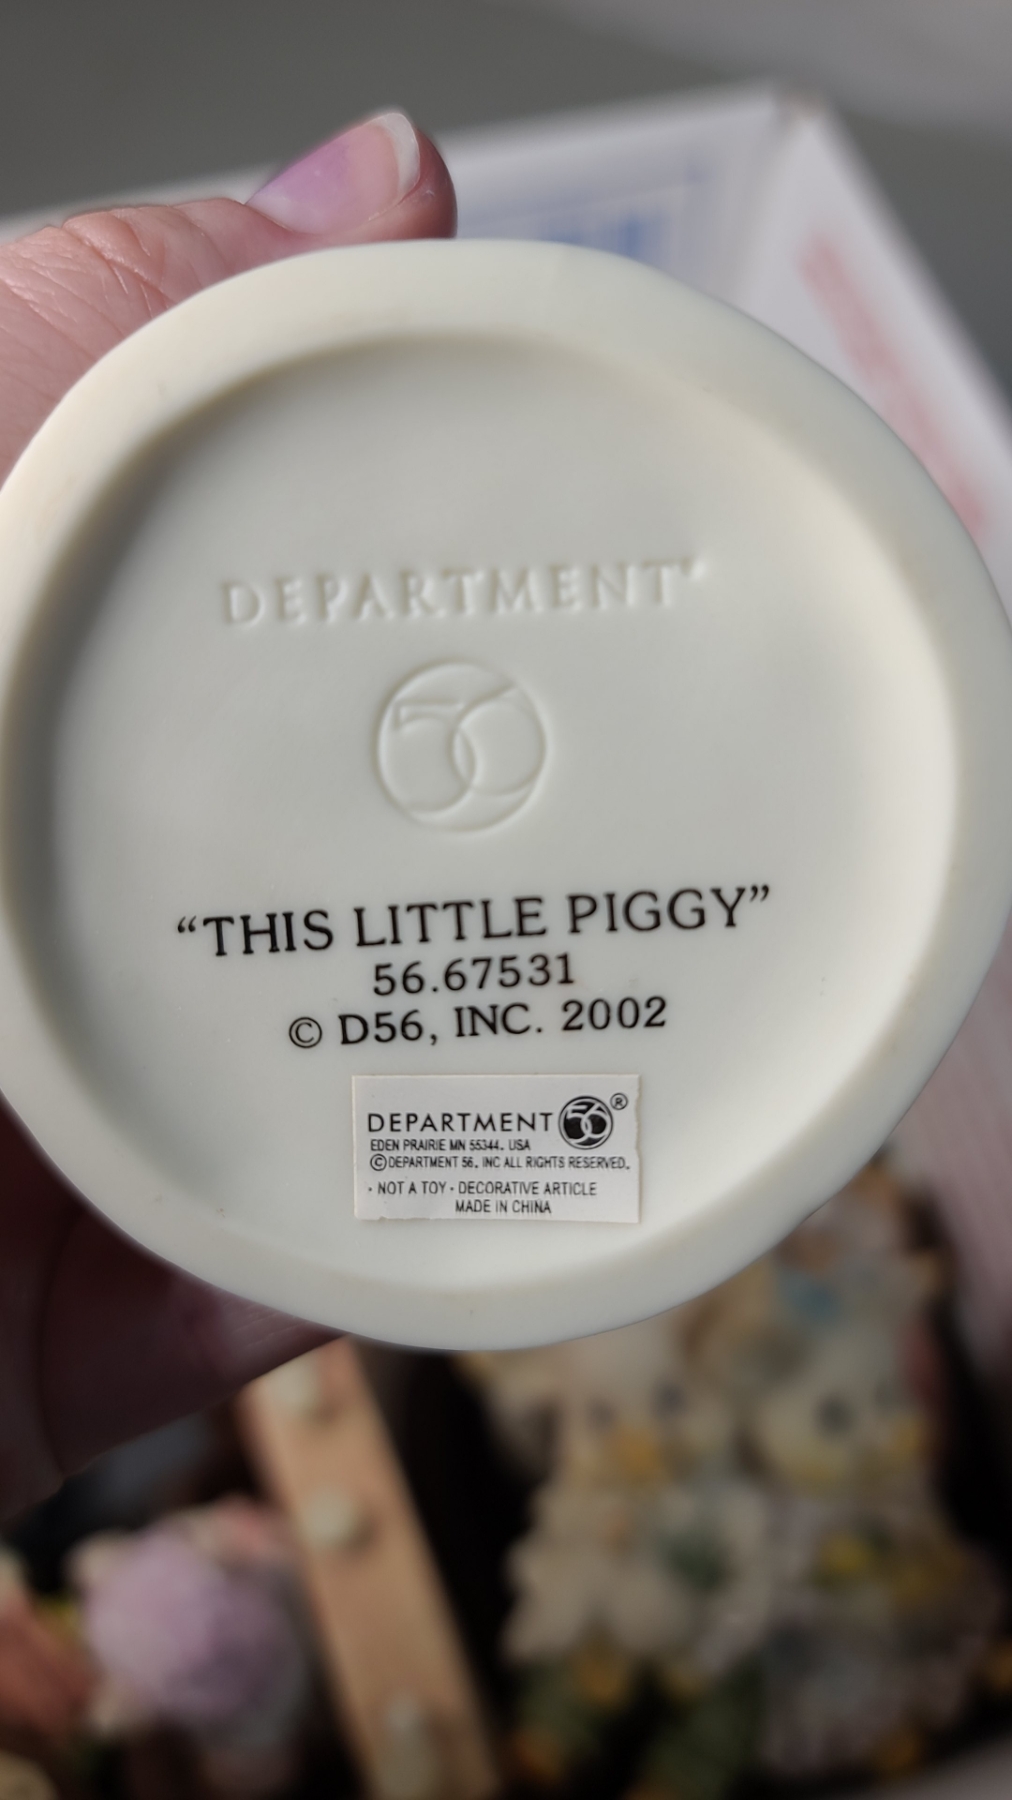 DEPARTMENT
56
“THIS LITTLE PIGGY”
56.67531
© D56, INC. 2002
DEPARTMENT 56®
EDEN PRAIRIE MN 55344. USA
©DEPARTMENT 56, INC ALL RIGHTS RESERVED.
• NOT A TOY • DECORATIVE ARTICLE
MADE IN CHINA